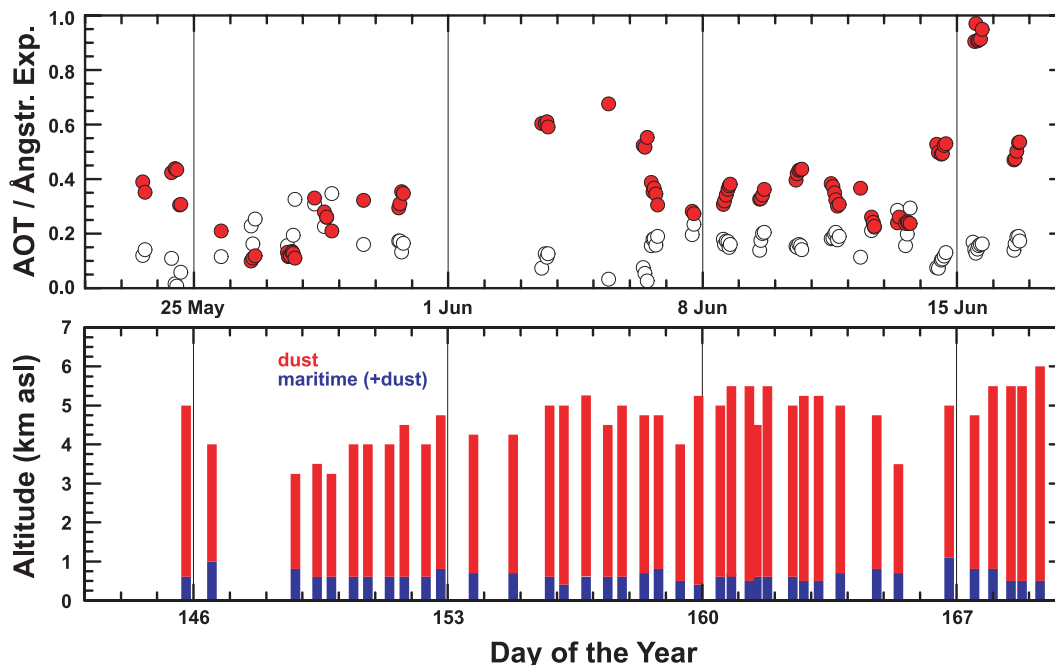 1.0
0.8
0.6
0.4
0.2
0.0
AOT / Ångstr. Exp.
25 May 1 Jun 8 Jun 15 Jun
7
6
5
4
3
2
1
0
Altitude (km asl)
dust
maritime (+dust)
146 153 160 167
Day of the Year